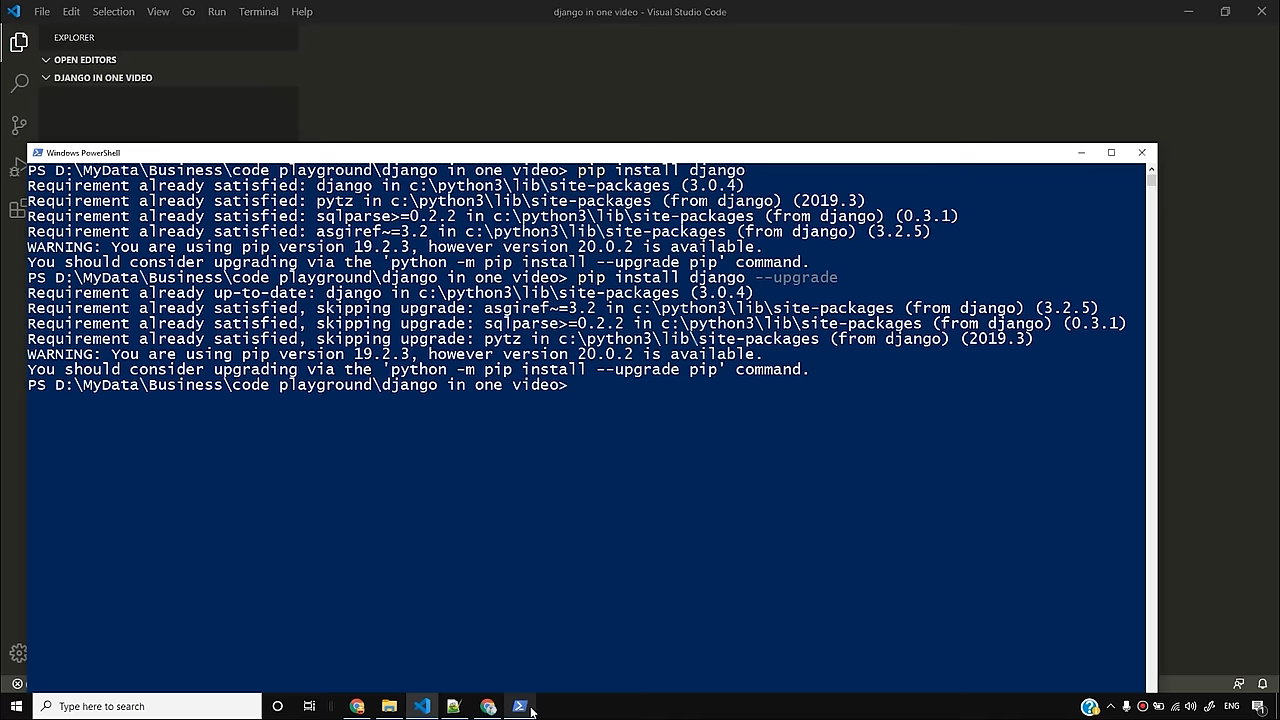 File Edit Selection View Go Run Terminal Help
django in one video - Visual Studio Code
EXPLORER
OPEN EDITORS
DJANGO IN ONE VIDEO
Windows PowerShell
PS D:\MyData\Business\code playground\django in one video> pip install django
Requirement already satisfied: django in c:\python3\lib\site-packages (3.0.4)
Requirement already satisfied: pytz in c:\python3\lib\site-packages (from django) (2019.3)
Requirement already satisfied: sqlparse>=0.2.2 in c:\python3\lib\site-packages (from django) (0.3.1)
Requirement already satisfied: asgiref~=3.2 in c:\python3\lib\site-packages (from django) (3.2.5)
WARNING: You are using pip version 19.2.3, however version 20.0.2 is available.
You should consider upgrading via the 'python -m pip install --upgrade pip' command.
PS D:\MyData\Business\code playground\django in one video> pip install django --upgrade
Requirement already up-to-date: django in c:\python3\lib\site-packages (3.0.4)
Requirement already satisfied, skipping upgrade: asgiref~=3.2 in c:\python3\lib\site-packages (from django) (3.2.5)
Requirement already satisfied, skipping upgrade: sqlparse>=0.2.2 in c:\python3\lib\site-packages (from django) (0.3.1)
Requirement already satisfied, skipping upgrade: pytz in c:\python3\lib\site-packages (from django) (2019.3)
WARNING: You are using pip version 19.2.3, however version 20.0.2 is available.
You should consider upgrading via the 'python -m pip install --upgrade pip' command.
PS D:\MyData\Business\code playground\django in one video>
Type here to search
ENG